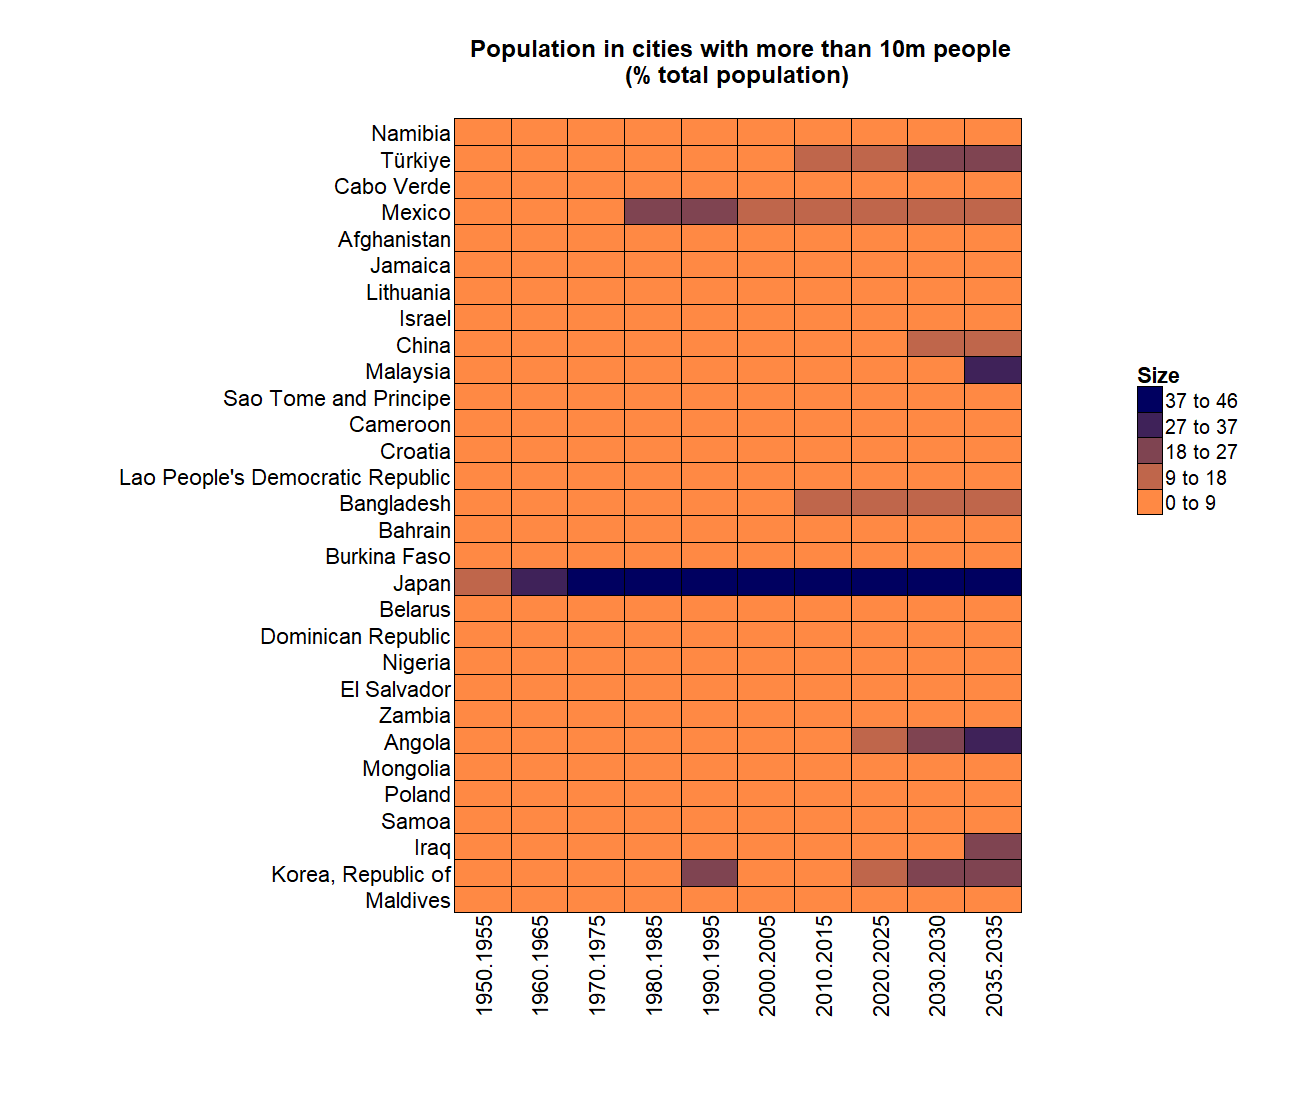 Population in cities with more than 10m people
(% total population)
Namibia
Türkiye
Cabo Verde
Mexico
Afghanistan
Jamaica
Lithuania
Israel
China
Malaysia
Sao Tome and Principe
Cameroon
Croatia
Lao People's Democratic Republic
Bangladesh
Bahrain
Burkina Faso
Japan
Belarus
Dominican Republic
Nigeria
El Salvador
Zambia
Angola
Mongolia
Poland
Samoa
Iraq
Korea, Republic of
Maldives
1950.1955
1960.1965
1970.1975
1980.1985
1990.1995
2000.2005
2010.2015
2020.2025
2030.2030
2035.2035
Size
37 to 46
27 to 37
18 to 27
9 to 18
0 to 9